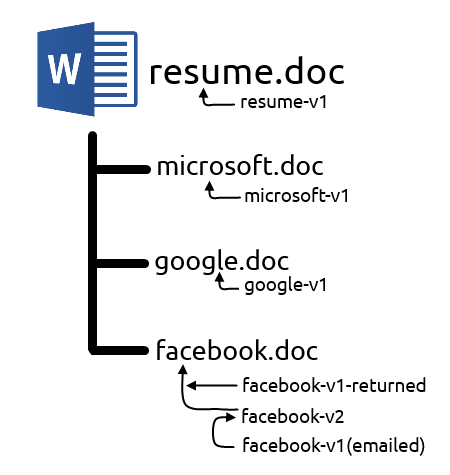 W
resume.doc
resume-v1
microsoft.doc
microsoft-v1
google.doc
google-v1
facebook.doc
facebook-v1-returned
facebook-v2
facebook-v1(emailed)